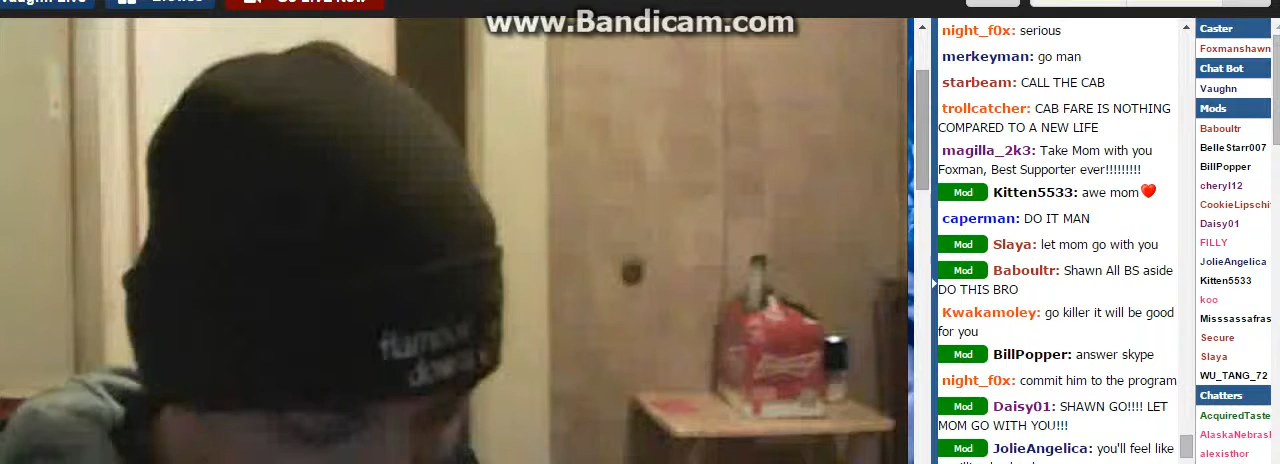 www.Bandicam.com
night_f0x: serious
merkeyman: go man
starbeam: CALL THE CAB
trollcatcher: CAB FARE IS NOTHING
COMPARED TO A NEW LIFE
magilla_2k3: Take Mom with you
Foxman, Best Supporter ever!!!!!!!!!
Mod Kitten5533: awe mom❤
caperman: DO IT MAN
Mod Slaya: let mom go with you
Mod Baboultr: Shawn All BS aside
DO THIS BRO
Kwakamoley: go killer it will be good
for you
Mod BillPopper: answer skype
night_f0x: commit him to the program
Mod Daisy01: SHAWN GO!!!! LET
MOM GO WITH YOU!!!
Mod JolieAngelica: you'll feel like
Caster
Foxmanshawn
Chat Bot
Vaughn
Mods
Baboultr
BelleStarr007
BillPopper
cheryl12
CookieLipschi
Daisy01
FILLY
JolieAngelica
Kitten5533
koo
Misssassafras
Secure
Slaya
WU_TANG_72
Chatters
AcquiredTaste
AlaskaNebras
alexisthor